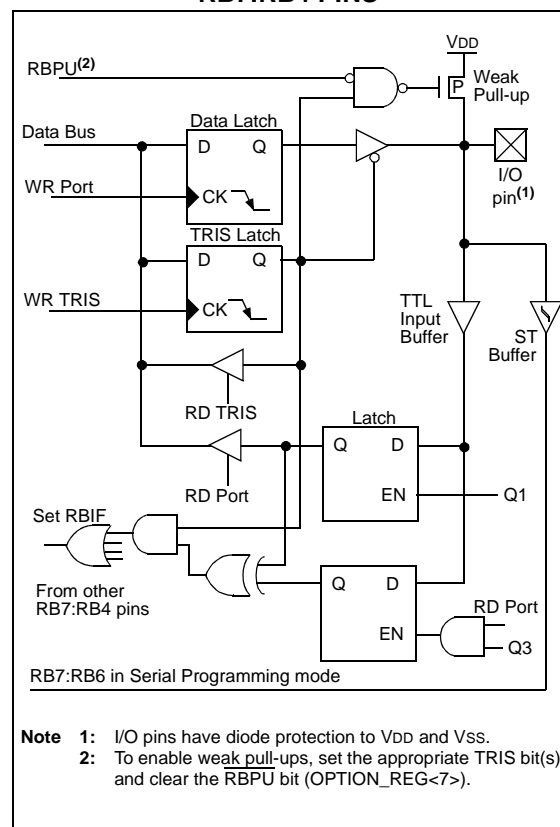 RB7:RB4 PINS
VDD
RBPU(2)
P
Weak
Pull-up
Data Bus
Data Latch
D Q
WR Port
CK
I/O
pin(1)
TRIS Latch
D Q
WR TRIS
CK
TTL
Input
Buffer
ST
Buffer
RD TRIS
Latch
Q D
RD Port
EN
Q1
Set RBIF
From other
RB7:RB4 pins
Q D
RD Port
EN
Q3
RB7:RB6 in Serial Programming mode
Note 1: I/O pins have diode protection to VDD and VSS.
2: To enable weak pull-ups, set the appropriate TRIS bit(s)
and clear the RBPU bit (OPTION_REG<7>).